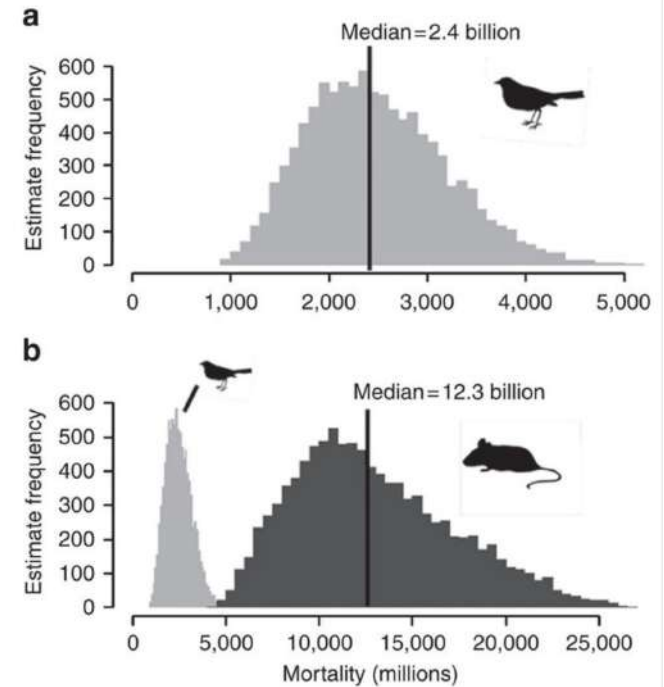 a
Median=2.4 billion
Estimate frequency
600
500
400
300
200
100
0
0 1,000 2,000 3,000 4,000 5,000
b
Median=12.3 billion
Estimate frequency
600
500
400
300
200
100
0
0 5,000 10,000 15,000 20,000 25,000
Mortality (millions)